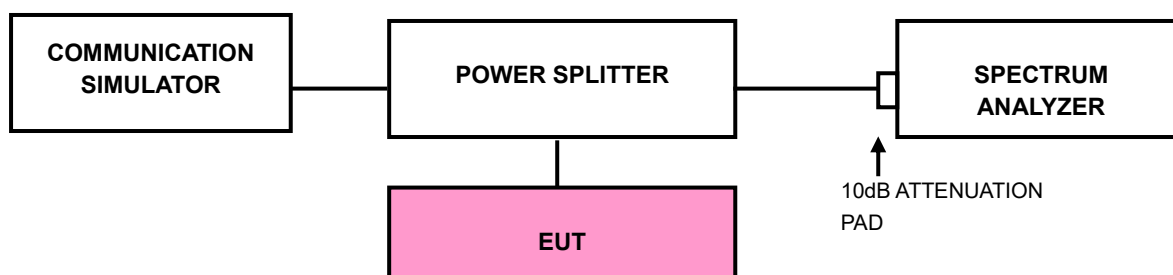 COMMUNICATION
SIMULATOR
POWER SPLITTER
SPECTRUM
ANALYZER
10dB ATTENUATION
PAD
EUT